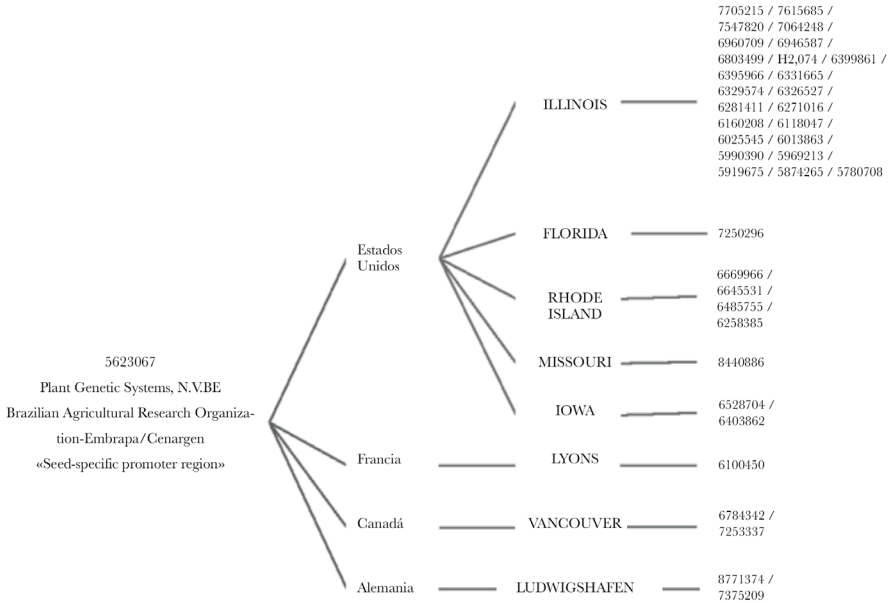 5623067
Plant Genetic Systems, N.V.BE
Brazilian Agricultural Research Organiza-
tion-Embrapa/Cenargen
«Seed-specific promoter region»
Estados
Unidos
ILLINOIS
7705215 / 7615685 /
7547820 / 7064248 /
6960709 / 6946587 /
6803499 / H2,074 / 6399861 /
6395966 / 6331665 /
6329574 / 6326527 /
6281411 / 6271016 /
6160208 / 6118047 /
6025545 / 6013863 /
5990390 / 5969213 /
5919675 / 5874265 / 5780708
FLORIDA
7250296
RHODE
ISLAND
6669966 /
6645531 /
6485755 /
6258385
MISSOURI
8440886
IOWA
6528704 /
6403862
Francia
LYONS
6100450
Canadá
VANCOUVER
6784342 /
7253337
Alemania
LUDWIGSHAFEN
8771374 /
7375209